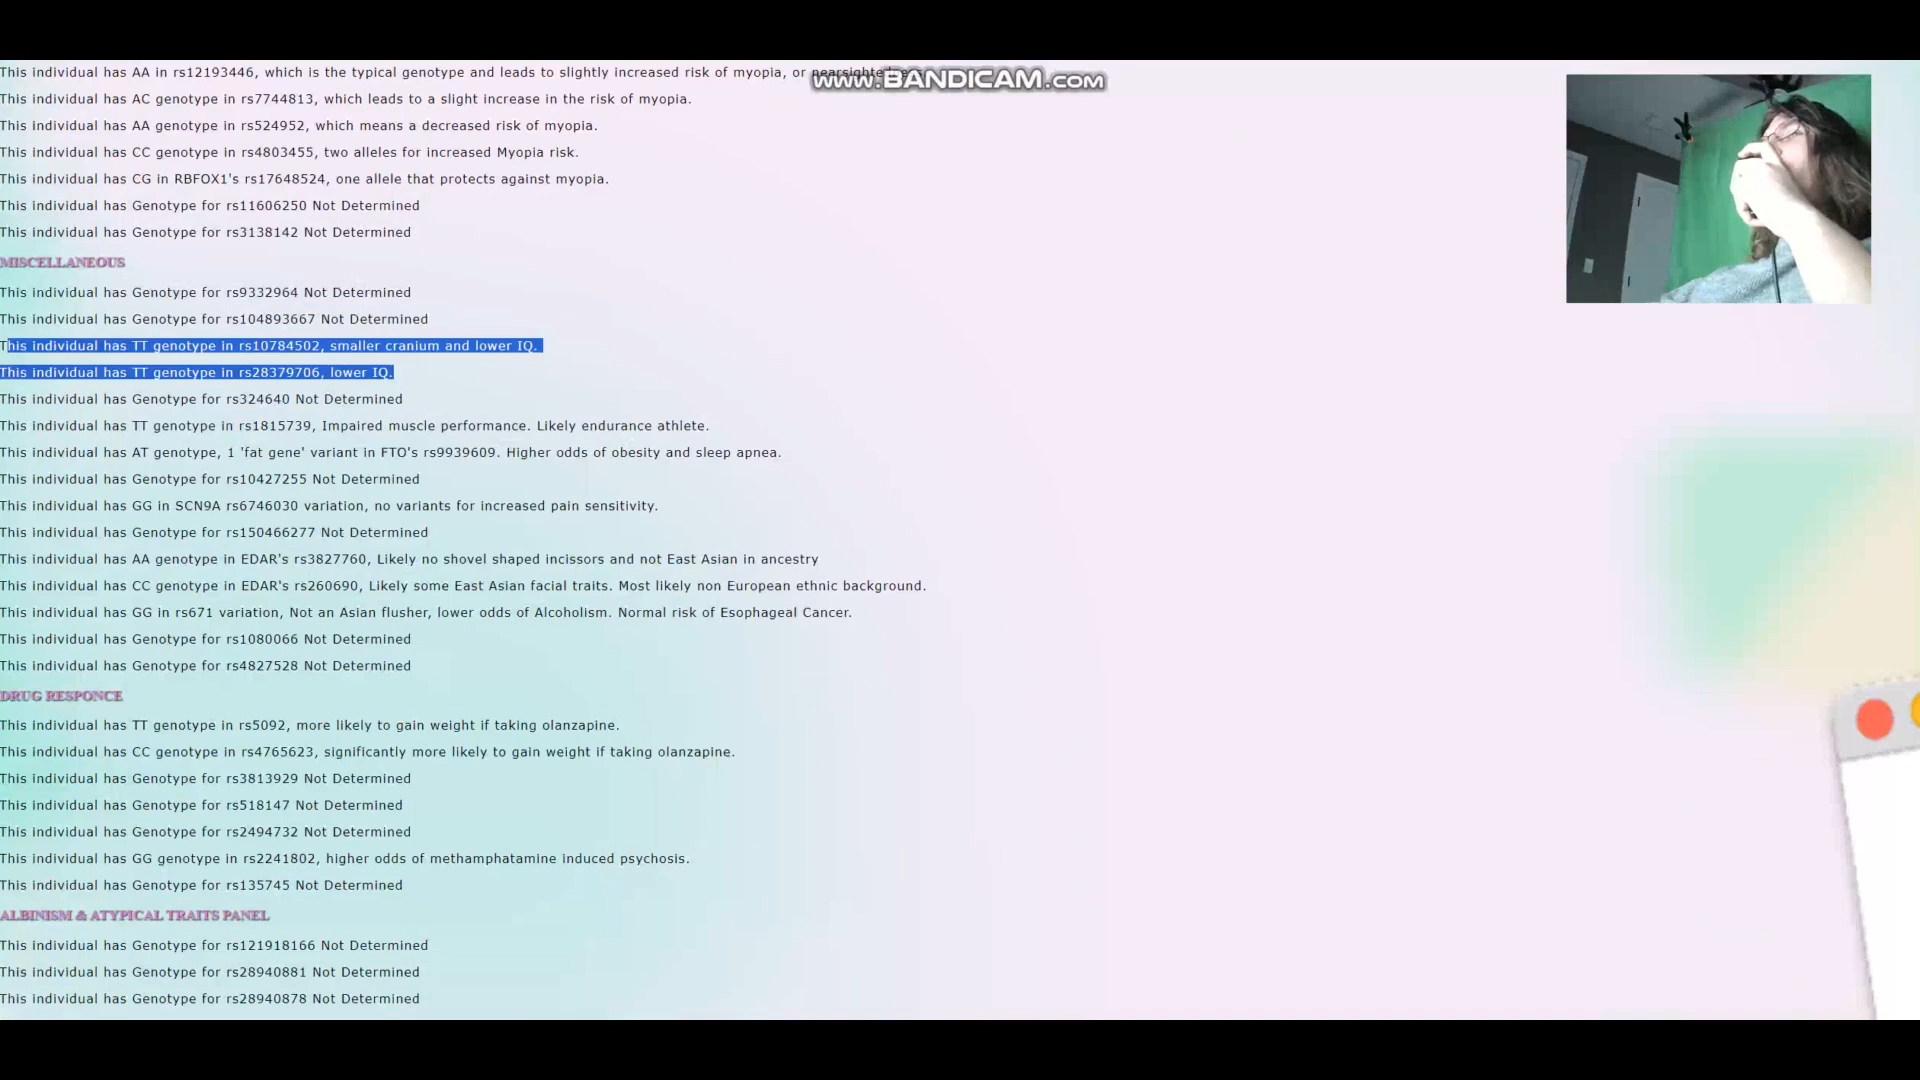 This individual has AA in rs12193446, which is the typical genotype and leads to slightly increased risk of myopia, or nearsightedness
www.BANDICAM.com
This individual has AC genotype in rs7744813, which leads to a slight increase in the risk of myopia.
This individual has AA genotype in rs524952, which means a decreased risk of myopia.
This individual has CC genotype in rs4803455, two alleles for increased Myopia risk.
This individual has CG in RBFOX1's rs17648524, one allele that protects against myopia.
This individual has Genotype for rs11606250 Not Determined
This individual has Genotype for rs3138142 Not Determined
MISCELLANEOUS
This individual has Genotype for rs9332964 Not Determined
This individual has Genotype for rs104893667 Not Determined
This individual has TT genotype in rs10784502, smaller cranium and lower IQ.
This individual has TT genotype in rs28379706, lower IQ.
This individual has Genotype for rs324640 Not Determined
This individual has TT genotype in rs1815739, Impaired muscle performance. Likely endurance athlete.
This individual has AT genotype, 1 'fat gene' variant in FTO's rs9939609. Higher odds of obesity and sleep apnea.
This individual has Genotype for rs10427255 Not Determined
This individual has GG in SCN9A rs6746030 variation, no variants for increased pain sensitivity.
This individual has Genotype for rs150466277 Not Determined
This individual has AA genotype in EDAR's rs3827760, Likely no shovel shaped incissors and not East Asian in ancestry
This individual has CC genotype in EDAR's rs260690, Likely some East Asian facial traits. Most likely non European ethnic background.
This individual has GG in rs671 variation, Not an Asian flusher, lower odds of Alcoholism. Normal risk of Esophageal Cancer.
This individual has Genotype for rs1080066 Not Determined
This individual has Genotype for rs4827528 Not Determined
DRUG RESPONCE
This individual has TT genotype in rs5092, more likely to gain weight if taking olanzapine.
This individual has CC genotype in rs4765623, significantly more likely to gain weight if taking olanzapine.
This individual has Genotype for rs3813929 Not Determined
This individual has Genotype for rs518147 Not Determined
This individual has Genotype for rs2494732 Not Determined
This individual has GG genotype in rs2241802, higher odds of methamphatamine induced psychosis.
This individual has Genotype for rs135745 Not Determined
ALBINISM & ATYPICAL TRAITS PANEL
This individual has Genotype for rs121918166 Not Determined
This individual has Genotype for rs28940881 Not Determined
This individual has Genotype for rs28940878 Not Determined